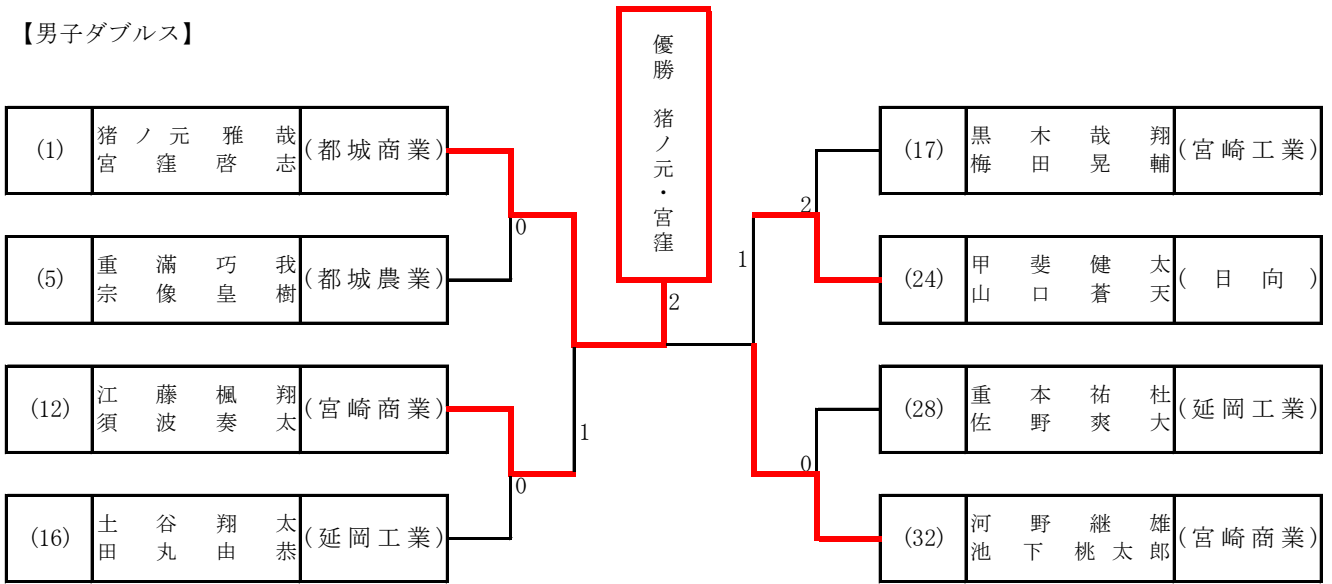 【男子ダブルス】
優勝　猪ノ元・宮窪
(1) 猪ノ元雅哉 (都城商業)
宮窪啓志
0
(5) 重満巧我 (都城農業)
宗像皇樹
(12) 江藤楓翔 (宮崎商業)
須波奏太
0
(16) 土谷翔太 (延岡工業)
田丸由恭
1
2
1
(17) 黒木哉翔 (宮崎工業)
梅田晃輔
2
(24) 甲斐健太 (日向)
山口蒼天
(28) 重本祐杜 (延岡工業)
佐野爽大
0
(32) 河野継雄 (宮崎商業)
池下桃太郎